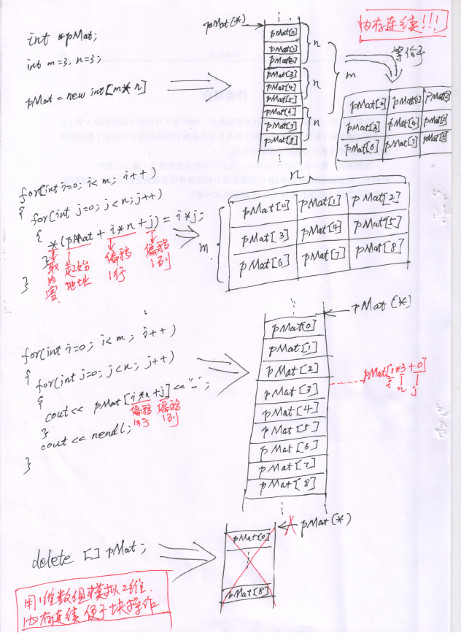 pMat(*)
内存连续!!!
int *pMat;
int m=3, n=3;
pMat = new int[m*n]
pMat[0]
pMat[1]
pMat[2]
pMat[3]
pMat[4]
pMat[5]
pMat[6]
pMat[7]
pMat[8]
n
n
n
m
等价于
pMat[0] pMat[1] pMat[2]
pMat[3] pMat[4] pMat[5]
pMat[6] pMat[7] pMat[8]
for(int i=0; i<m; i++)
{ for(int j=0; j<n; j++)
{ *(pMat + i*n+j) = i*j;
}
}
取内容
起始地址
偏移i行
偏移j列
n
m
pMat[0] pMat[1] pMat[2]
pMat[3] pMat[4] pMat[5]
pMat[6] pMat[7] pMat[8]
for(int i=0; i<m; i++)
{ for(int j=0; j<n; j++)
{
cout << pMat[i*n+j] << " ";
}
偏移i行
偏移j列
cout << endl;
}
pMat(*)
pMat[0]
pMat[1]
pMat[2]
pMat[3]
pMat[4]
pMat[5]
pMat[6]
pMat[7]
pMat[8]
pMat[1*3+0]
i n j
delete [] pMat;
pMat(*)
pMat[0]
pMat[8]
用1维数组模拟2维.
内存连续 便于块操作